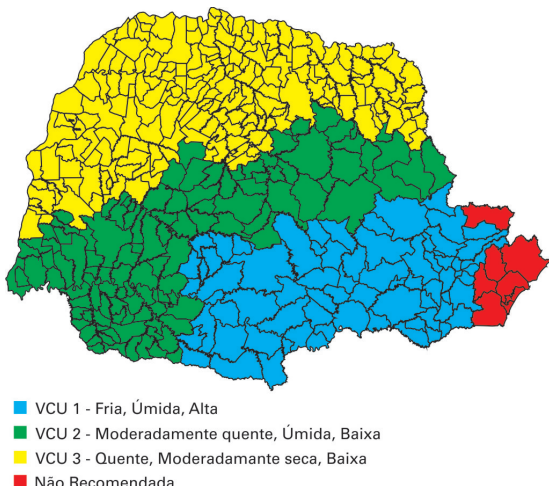 VCU 1 - Fria, Úmida, Alta
VCU 2 - Moderadamente quente, Úmida, Baixa
VCU 3 - Quente, Moderadamante seca, Baixa
Não Recomendada